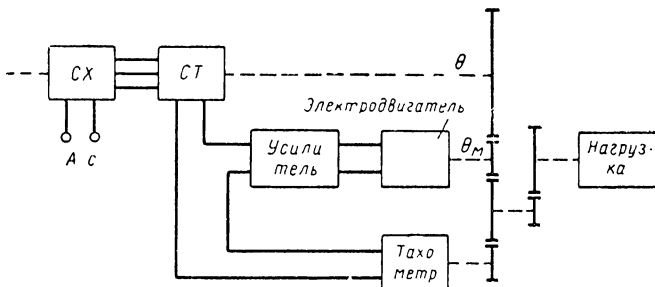 СХ
СТ
θ
Электродвигатель
А с
Усили
тель
θм
Нагруз-
ка
Тахо
метр